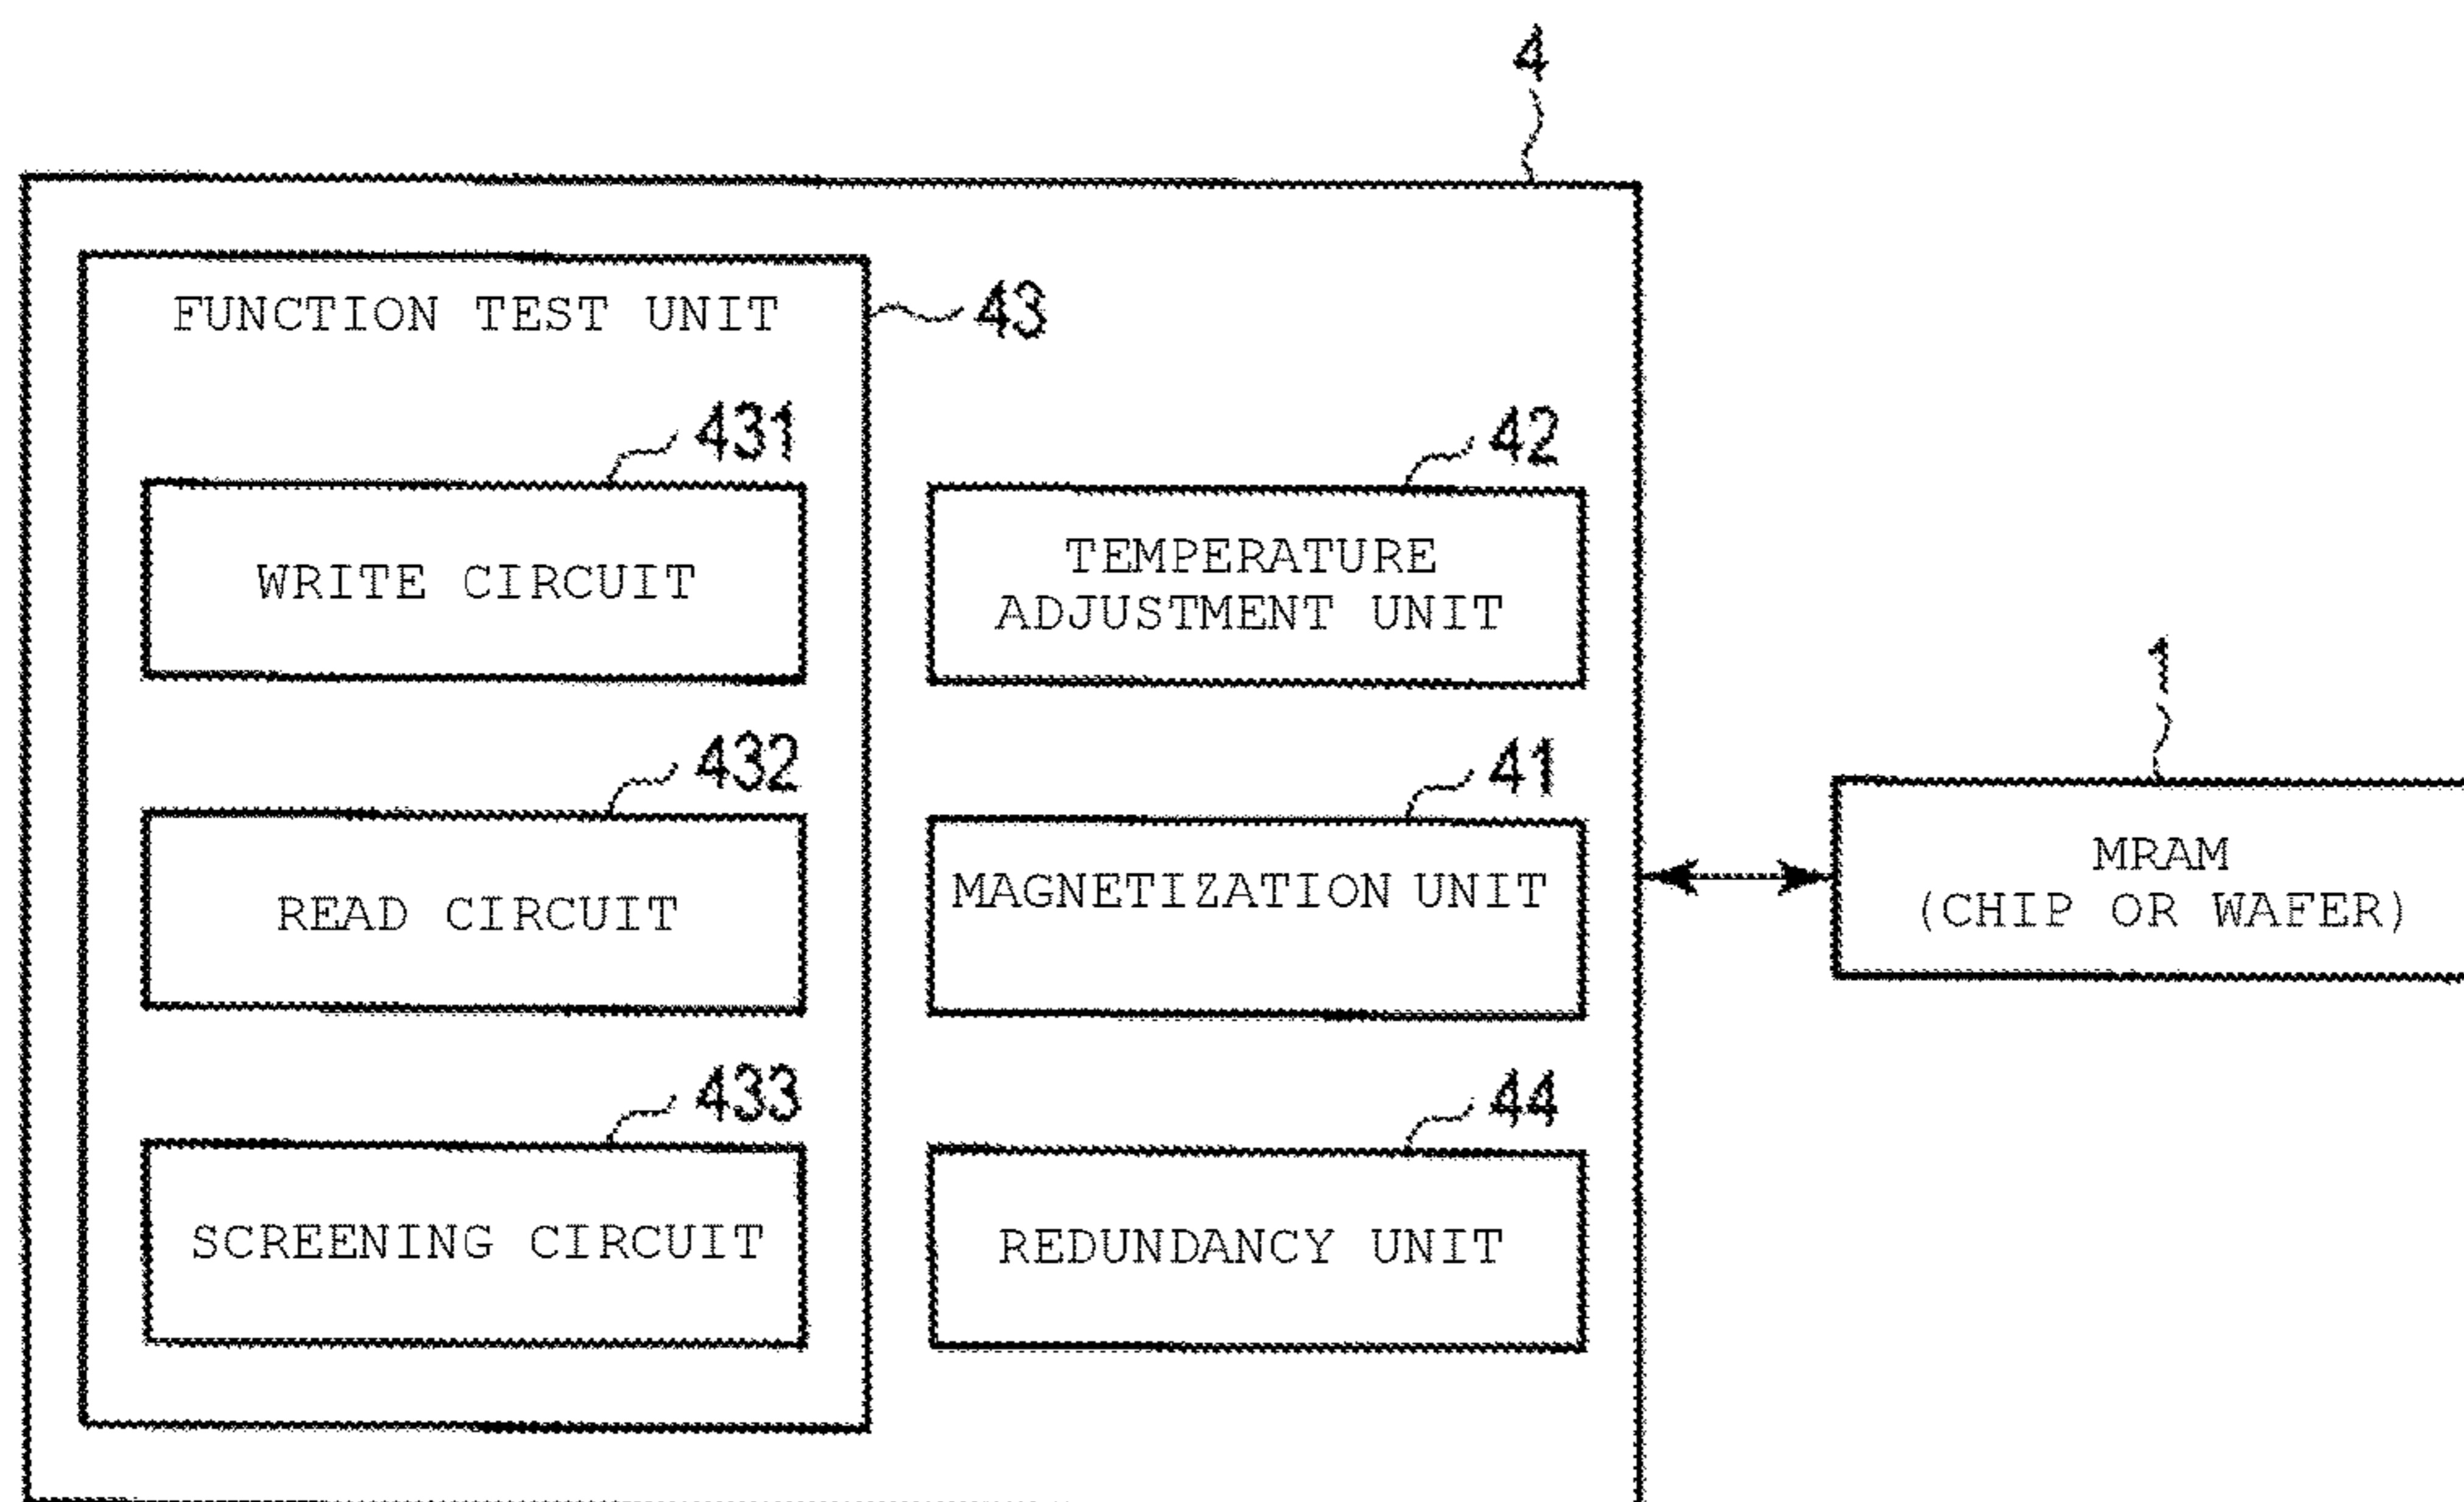 4
FUNCTION TEST UNIT
43
431
WRITE CIRCUIT
42
TEMPERATURE
ADJUSTMENT UNIT
432
READ CIRCUIT
41
MAGNETIZATION UNIT
433
SCREENING CIRCUIT
44
REDUNDANCY UNIT
1
MRAM
(CHIP OR WAFER)